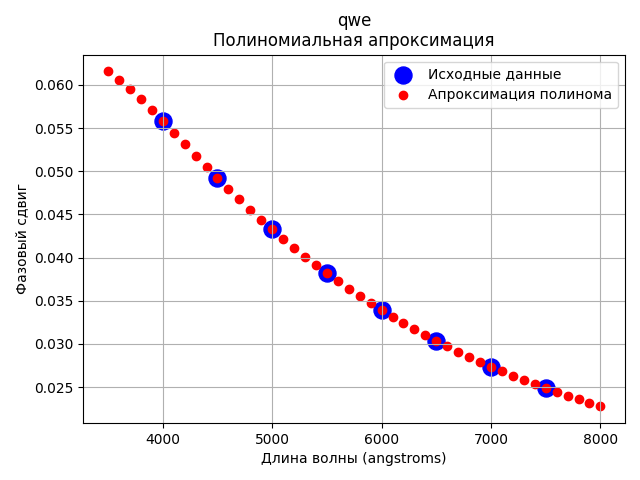 qwe
Полиномиальная апроксимация
Исходные данные
Апроксимация полинома
Фазовый сдвиг
0.060
0.055
0.050
0.045
0.040
0.035
0.030
0.025
4000 5000 6000 7000 8000
Длина волны (angstroms)